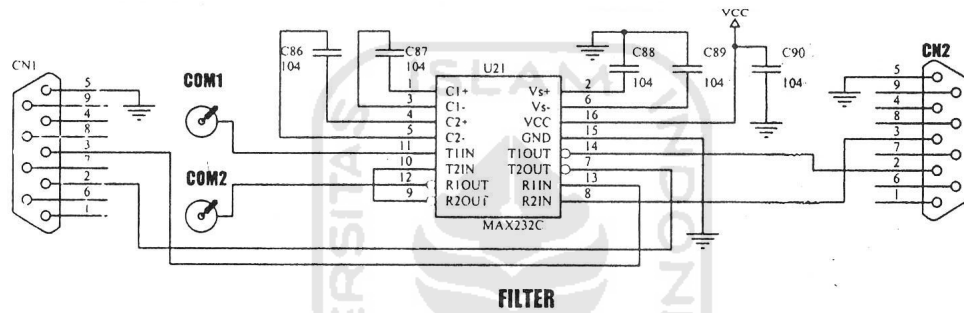 VCC
C86
104
C87
104
C88
104
C89
104
C90
104
CN1
5
9
4
8
3
7
2
6
1
COM1
COM2
U21
1
3
4
5
11
10
12
9
C1+
C1-
C2+
C2-
T1IN
T2IN
R1OUT
R2OUT
Vs+
Vs-
VCC
GND
T1OUT
T2OUT
R1IN
R2IN
2
6
16
15
14
7
13
8
MAX232C
CN2
5
9
4
8
3
7
2
6
1
FILTER
ISLAM